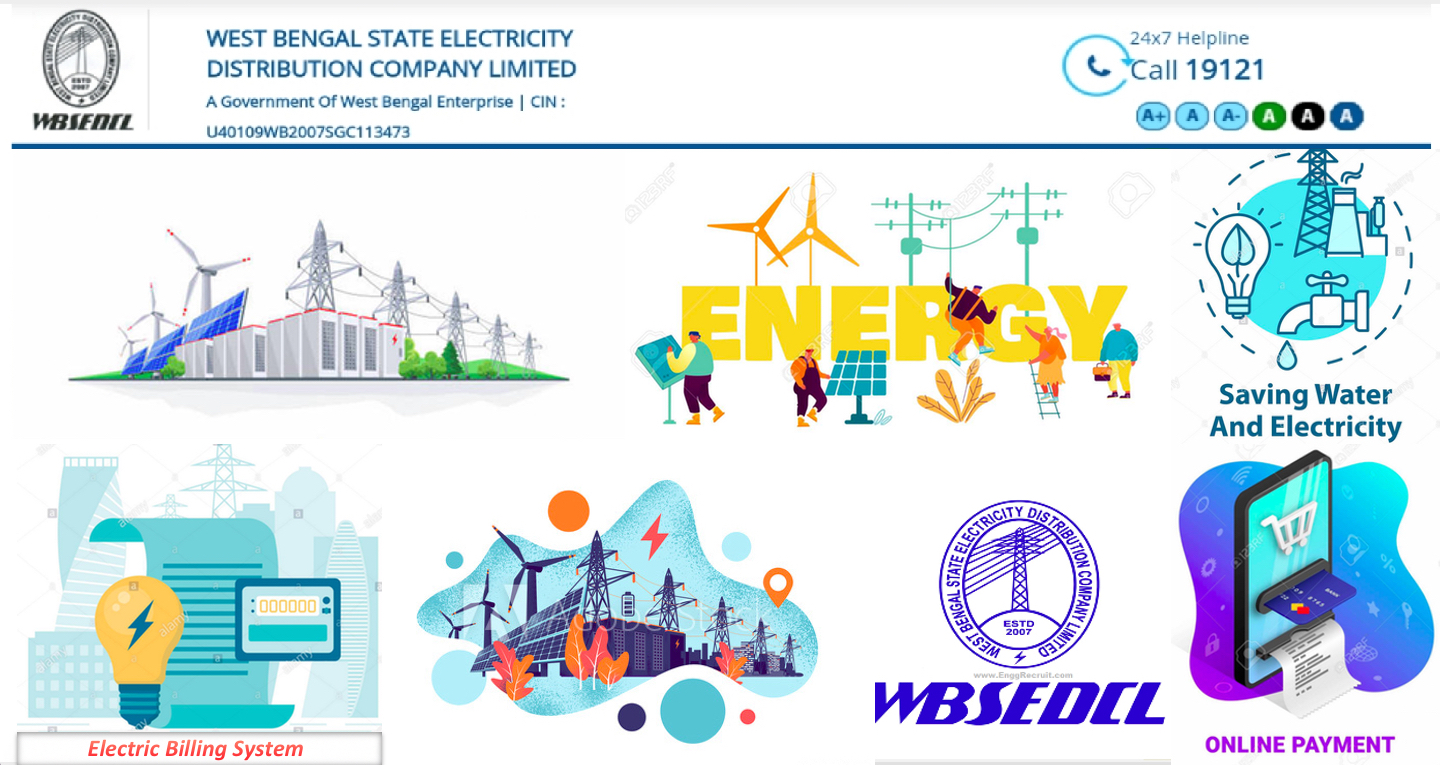 WEST BENGAL STATE ELECTRICITY DISTRIBUTION COMPANY LIMITED
ESTD
2007
WBSEDCL
WEST BENGAL STATE ELECTRICITY
DISTRIBUTION COMPANY LIMITED
A Government Of West Bengal Enterprise | CIN :
U40109WB2007SGC113473
24x7 Helpline
Call 19121
A+ A A- A A A
ENERGY
Saving Water
And Electricity
000000
Electric Billing System
WEST BENGAL STATE ELECTRICITY DISTRIBUTION COMPANY LIMITED
ESTD
2007
www.EnggRecruit.com
WBSEDCL
BANK
ONLINE PAYMENT